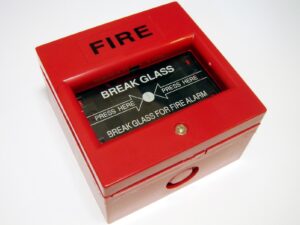 FIRE
BREAK GLASS
PRESS HERE PRESS HERE
BREAK GLASS FOR FIRE ALARM